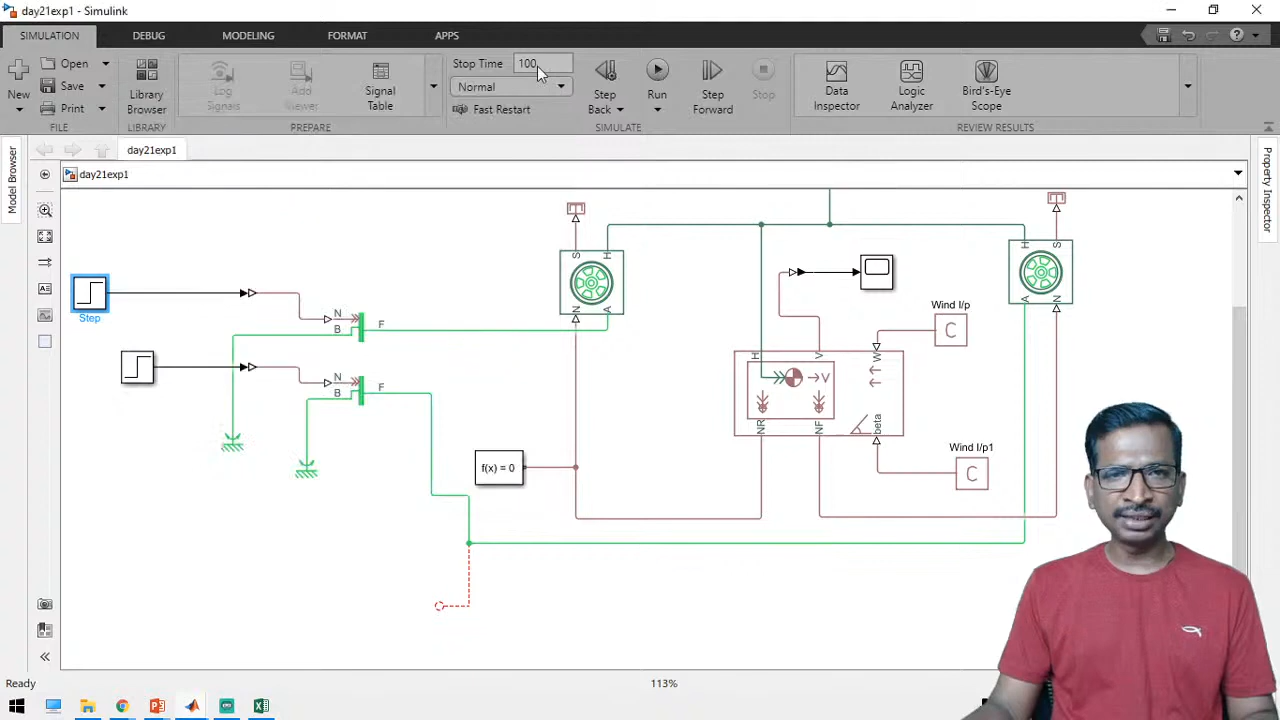 day21exp1 - Simulink
SIMULATION DEBUG MODELING FORMAT APPS
New
Open
Save
Print
FILE
Library Browser
LIBRARY
Log Signals
Add Viewer
Signal Table
PREPARE
Stop Time 100
Normal
Fast Restart
Step Back
Run
Step Forward
Stop
SIMULATE
Data Inspector
Logic Analyzer
Bird's-Eye Scope
REVIEW RESULTS
Model Browser
day21exp1
day21exp1
Property Inspector
S H
N A
H S
A N
Step
N
B
F
N
B
F
Wind I/p
C
H V W
V
NR NF beta
Wind I/p1
C
f(x) = 0
Ready
113%